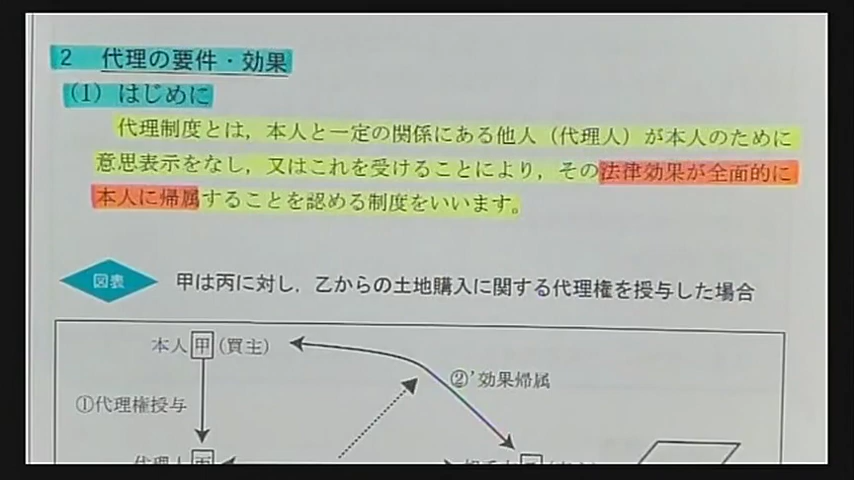 2 代理の要件・効果
(1) はじめに
代理制度とは，本人と一定の関係にある他人（代理人）が本人のために
意思表示をなし，又はこれを受けることにより，その法律効果が全面的に
本人に帰属することを認める制度をいいます。
図表 甲は丙に対し，乙からの土地購入に関する代理権を授与した場合
本人 甲 (買主)
②'効果帰属
①代理権授与
代理人